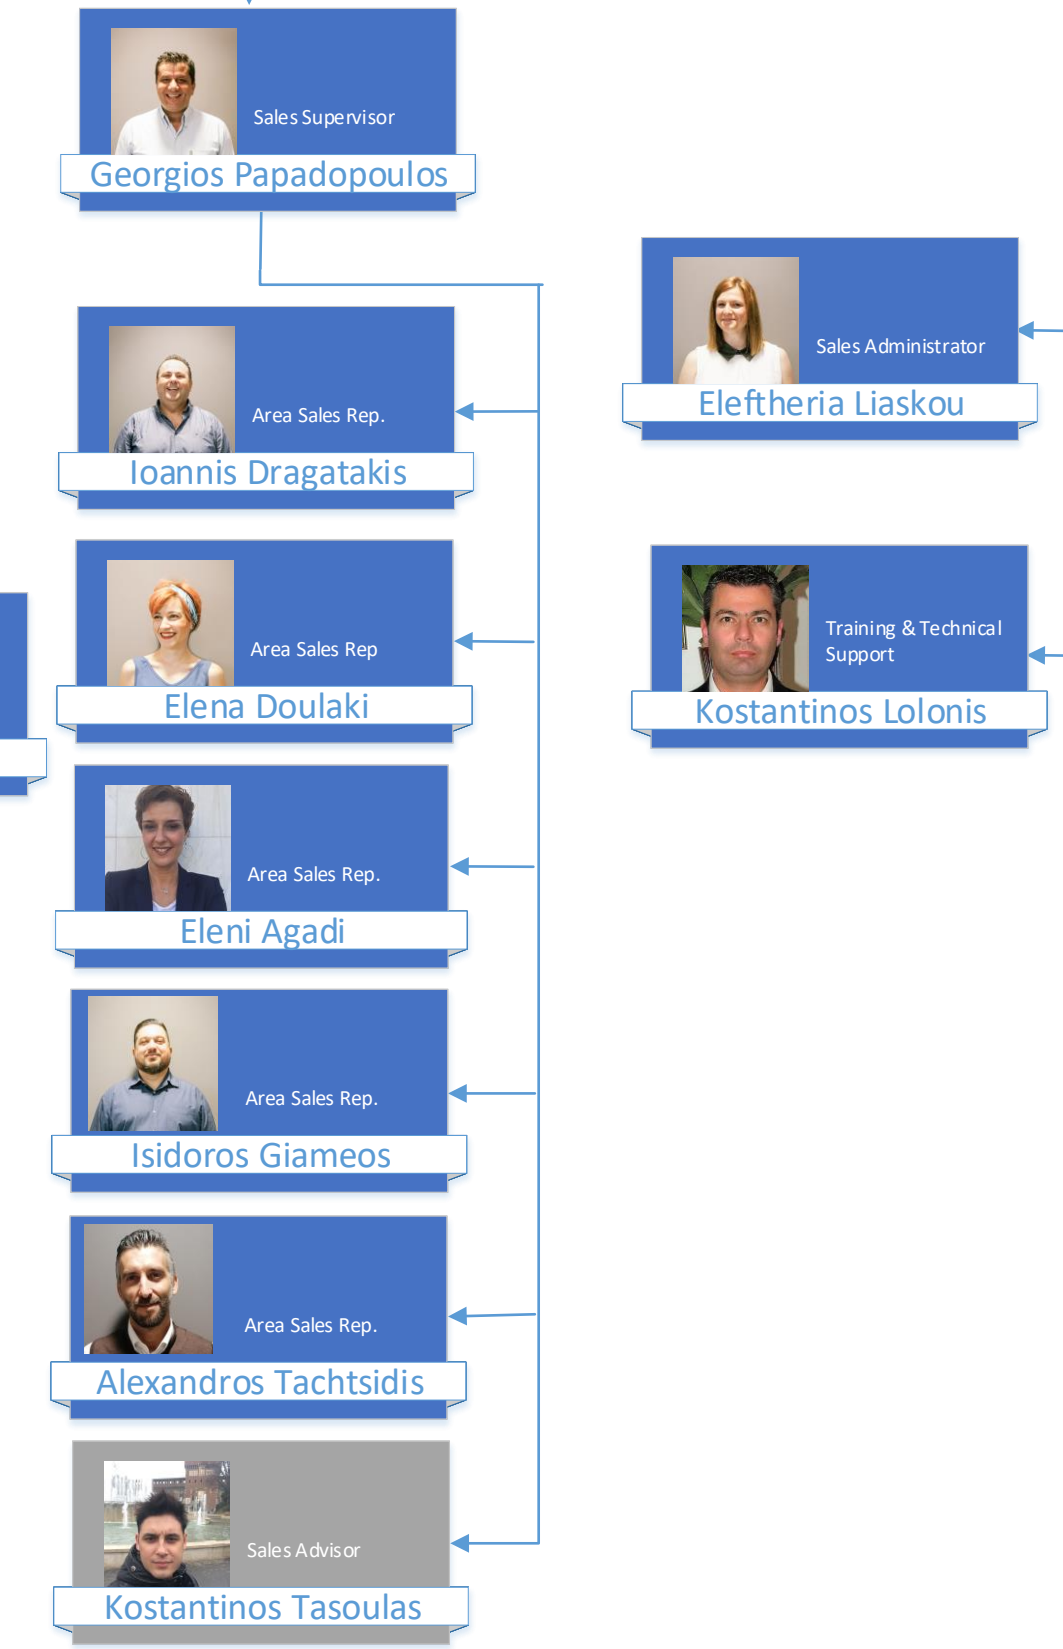 Sales Supervisor
Georgios Papadopoulos
Sales Administrator
Eleftheria Liaskou
Area Sales Rep.
Ioannis Dragatakis
Area Sales Rep
Elena Doulaki
Training & Technical
Support
Kostantinos Lolonis
Area Sales Rep.
Eleni Agadi
Area Sales Rep.
Isidoros Giameos
Area Sales Rep.
Alexandros Tachtsidis
Sales Advisor
Kostantinos Tasoulas